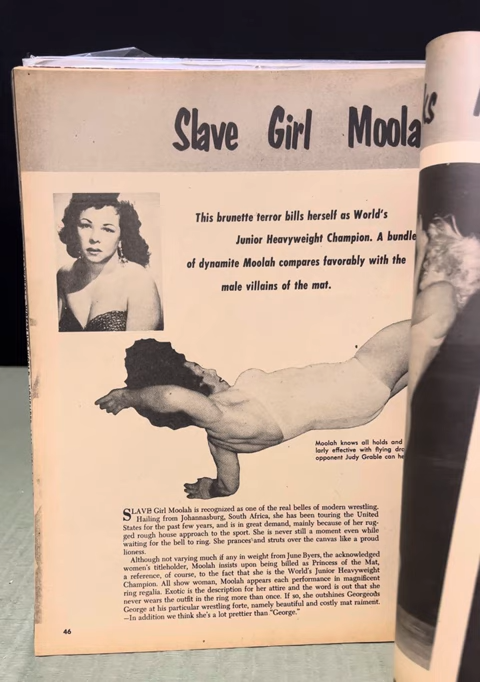 Slave Girl Moola
ks
This brunette terror bills herself as World's
Junior Heavyweight Champion. A bundle
of dynamite Moolah compares favorably with the
male villains of the mat.
Moolah knows all holds and
larly effective with flying dro
opponent Judy Grable can he
SLAVE Girl Moolah is recognized as one of the real belles of modern wrestling.
Hailing from Johannasburg, South Africa, she has been touring the United
States for the past few years, and is in great demand, mainly because of her rug-
ged rough house approach to the sport. She is never still a moment even while
waiting for the bell to ring. She prances and struts over the canvas like a proud
lioness.
Although not varying much if any in weight from June Byers, the acknowledged
women's titleholder, Moolah insists upon being billed as Princess of the Mat,
a reference, of course, to the fact that she is the World's Junior Heavyweight
Champion. All show woman, Moolah appears each performance in magnificent
ring regalia. Exotic is the description for her attire and the word is out that she
never wears the outfit in the ring more than once. If so, she outshines Georgeods
George at his particular wrestling forte, namely beautiful and costly mat raiment.
—In addition we think she's a lot prettier than "George."
46